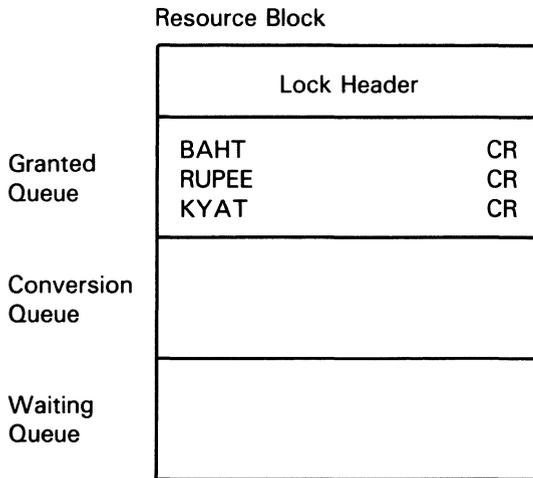 Resource Block
Lock Header
Granted
Queue
BAHT CR
RUPEE CR
KYAT CR
Conversion
Queue
Waiting
Queue